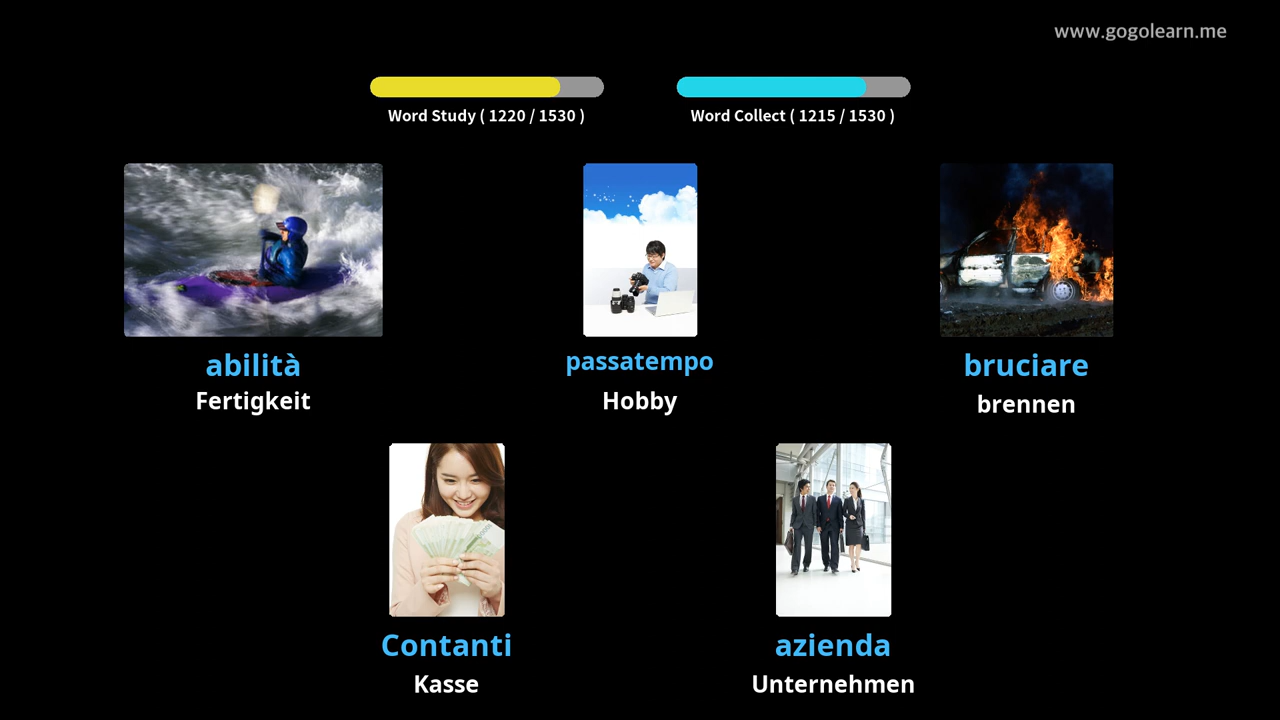 www.gogolearn.me
Word Study ( 1220 / 1530 )
Word Collect ( 1215 / 1530 )
abilità
Fertigkeit
passatempo
Hobby
bruciare
brennen
Contanti
Kasse
azienda
Unternehmen